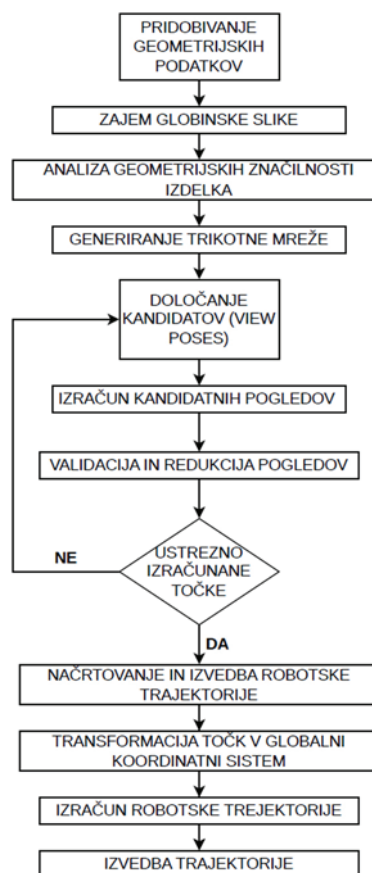 PRIDOBIVANJE
GEOMETRIJSKIH
PODATKOV
ZAJEM GLOBINSKE SLIKE
ANALIZA GEOMETRIJSKIH ZNAČILNOSTI
IZDELKA
GENERIRANJE TRIKOTNE MREŽE
DOLOČANJE
KANDIDATOV (VIEW
POSES)
IZRAČUN KANDIDATNIH POGLEDOV
VALIDACIJA IN REDUKCIJA POGLEDOV
NE
USTREZNO
IZRAČUNANE
TOČKE
DA
NAČRTOVANJE IN IZVEDBA ROBOTSKE
TRAJEKTORIJE
TRANSFORMACIJA TOČK V GLOBALNI
KOORDINATNI SISTEM
IZRAČUN ROBOTSKE TREJEKTORIJE
IZVEDBA TRAJEKTORIJE